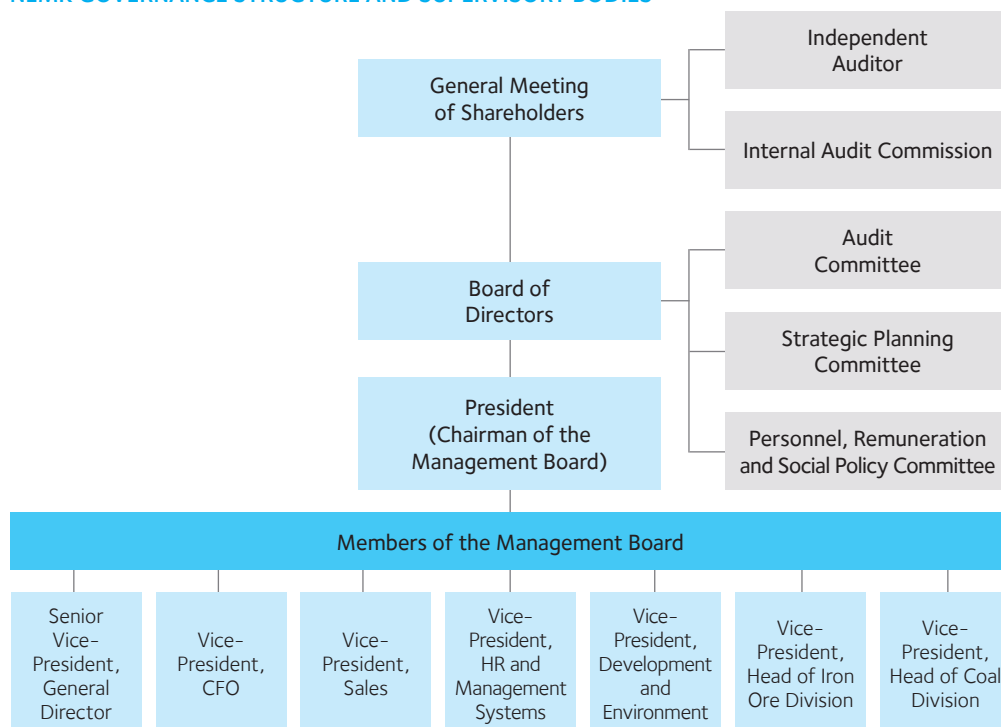 General Meeting
of Shareholders
Independent
Auditor
Internal Audit Commission
Board of
Directors
Audit
Committee
Strategic Planning
Committee
Personnel, Remuneration
and Social Policy Committee
President
(Chairman of the
Management Board)
Members of the Management Board
Senior
Vice-
President,
General
Director
Vice-
President,
CFO
Vice-
President,
Sales
Vice-
President,
HR and
Management
Systems
Vice-
President,
Development
and
Environment
Vice-
President,
Head of Iron
Ore Division
Vice-
President,
Head of Coal
Division